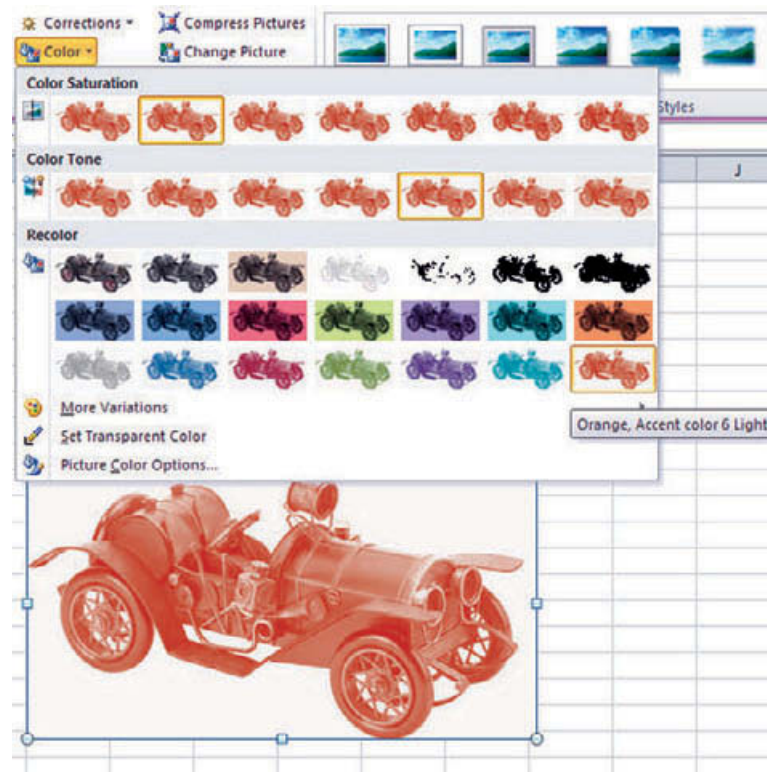 Corrections
Compress Pictures
Color
Change Picture
Color Saturation
Styles
Color Tone
J
Recolor
More Variations
Orange, Accent color 6 Light
Set Transparent Color
Picture Color Options...